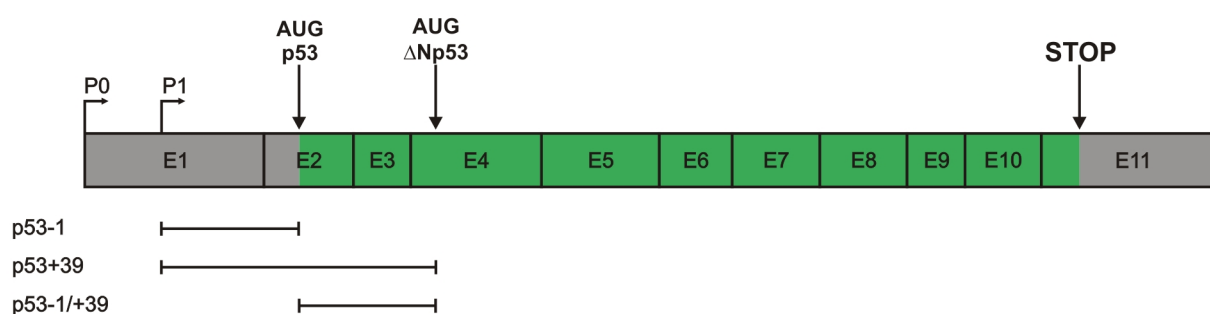 AUG
p53
AUG
ΔNp53
STOP
P0
P1
E1
E2
E3
E4
E5
E6
E7
E8
E9
E10
E11
p53-1
p53+39
p53-1/+39